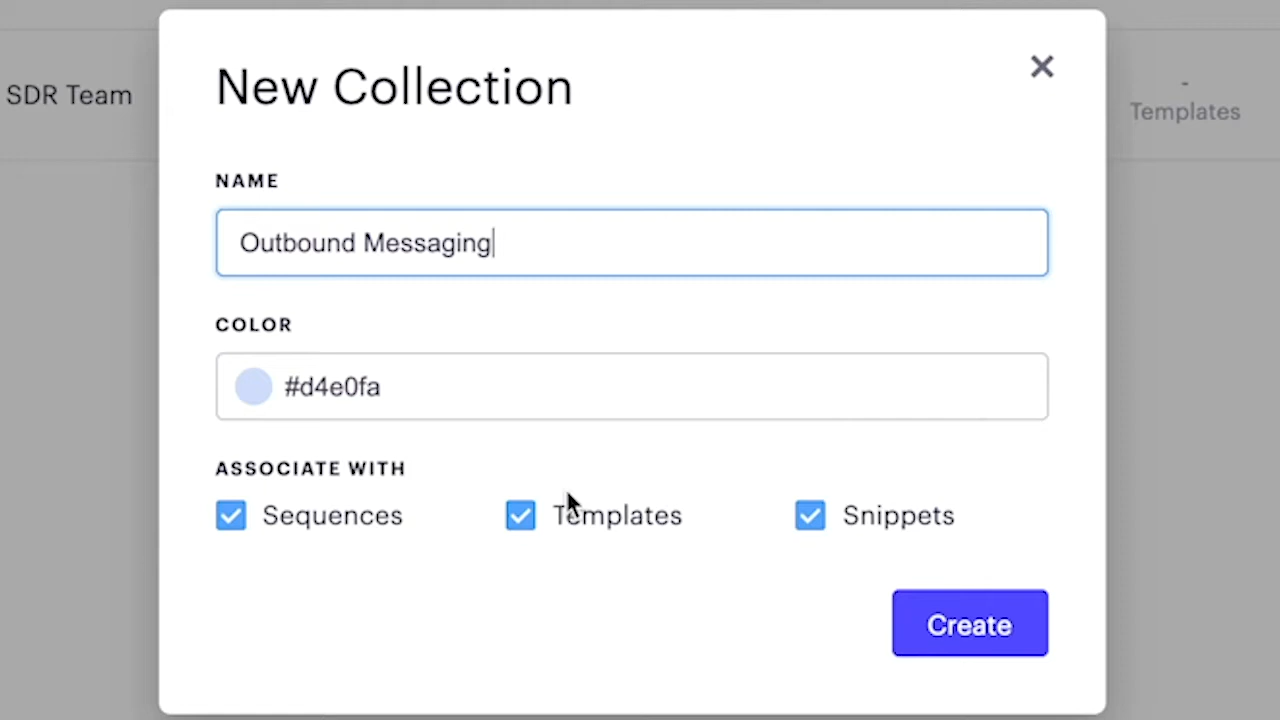 New Collection
SDR Team
-
Templates
NAME
Outbound Messaging
COLOR
#d4e0fa
ASSOCIATE WITH
Sequences
Templates
Snippets
Create